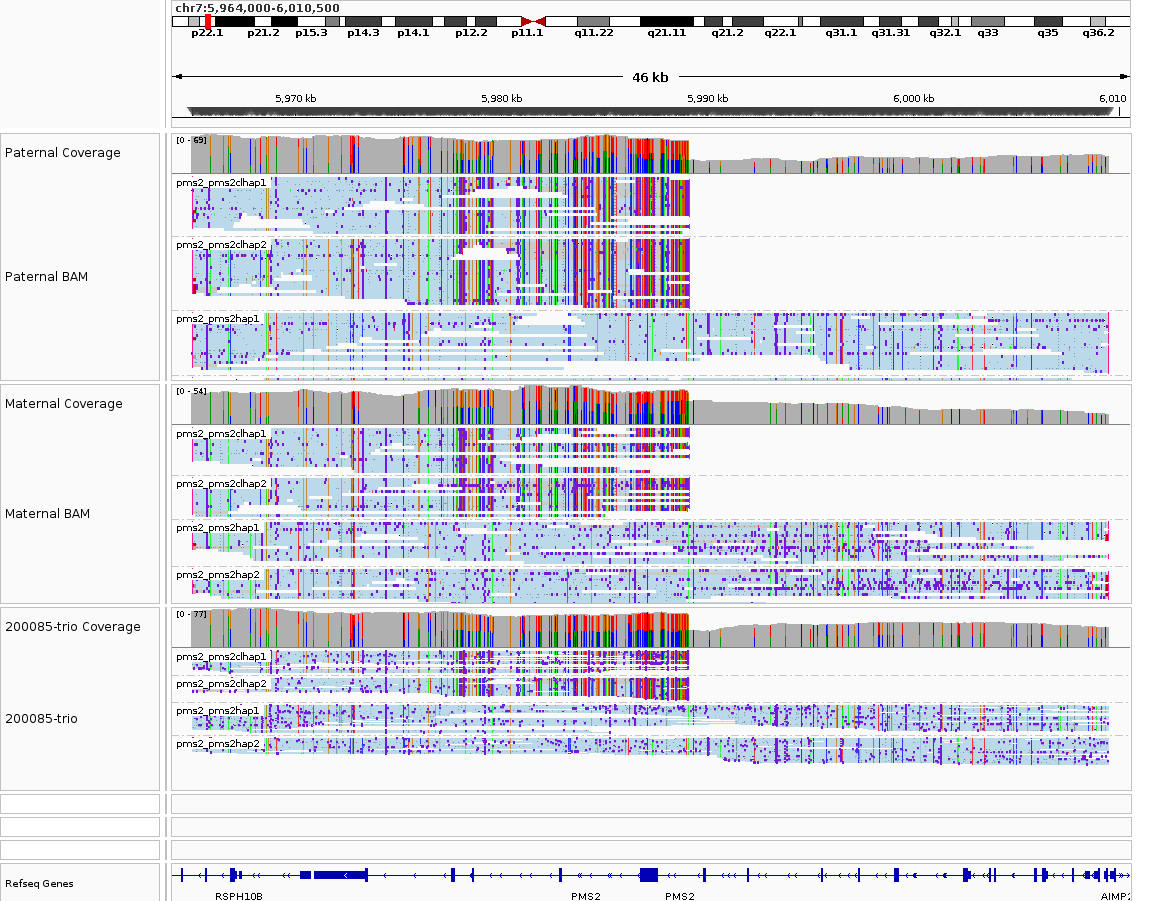 chr7:5,964,000-6,010,500
p22.1 p21.2 p15.3 p14.3 p14.1 p12.2 p11.1 q11.22 q21.11 q21.2 q22.1 q31.1 q31.31 q32.1 q33 q35 q36.2
46 kb
5,970 kb 5,980 kb 5,990 kb 6,000 kb 6,010
Paternal Coverage
[0 - 69]
pms2_pms2clhap1
pms2_pms2clhap2
Paternal BAM
pms2_pms2hap1
Maternal Coverage
[0 - 54]
pms2_pms2clhap1
pms2_pms2clhap2
Maternal BAM
pms2_pms2hap1
pms2_pms2hap2
200085-trio Coverage
[0 - 77]
pms2_pms2clhap1
pms2_pms2clhap2
pms2_pms2hap1
200085-trio
pms2_pms2hap2
Refseq Genes
RSPH10B PMS2 PMS2